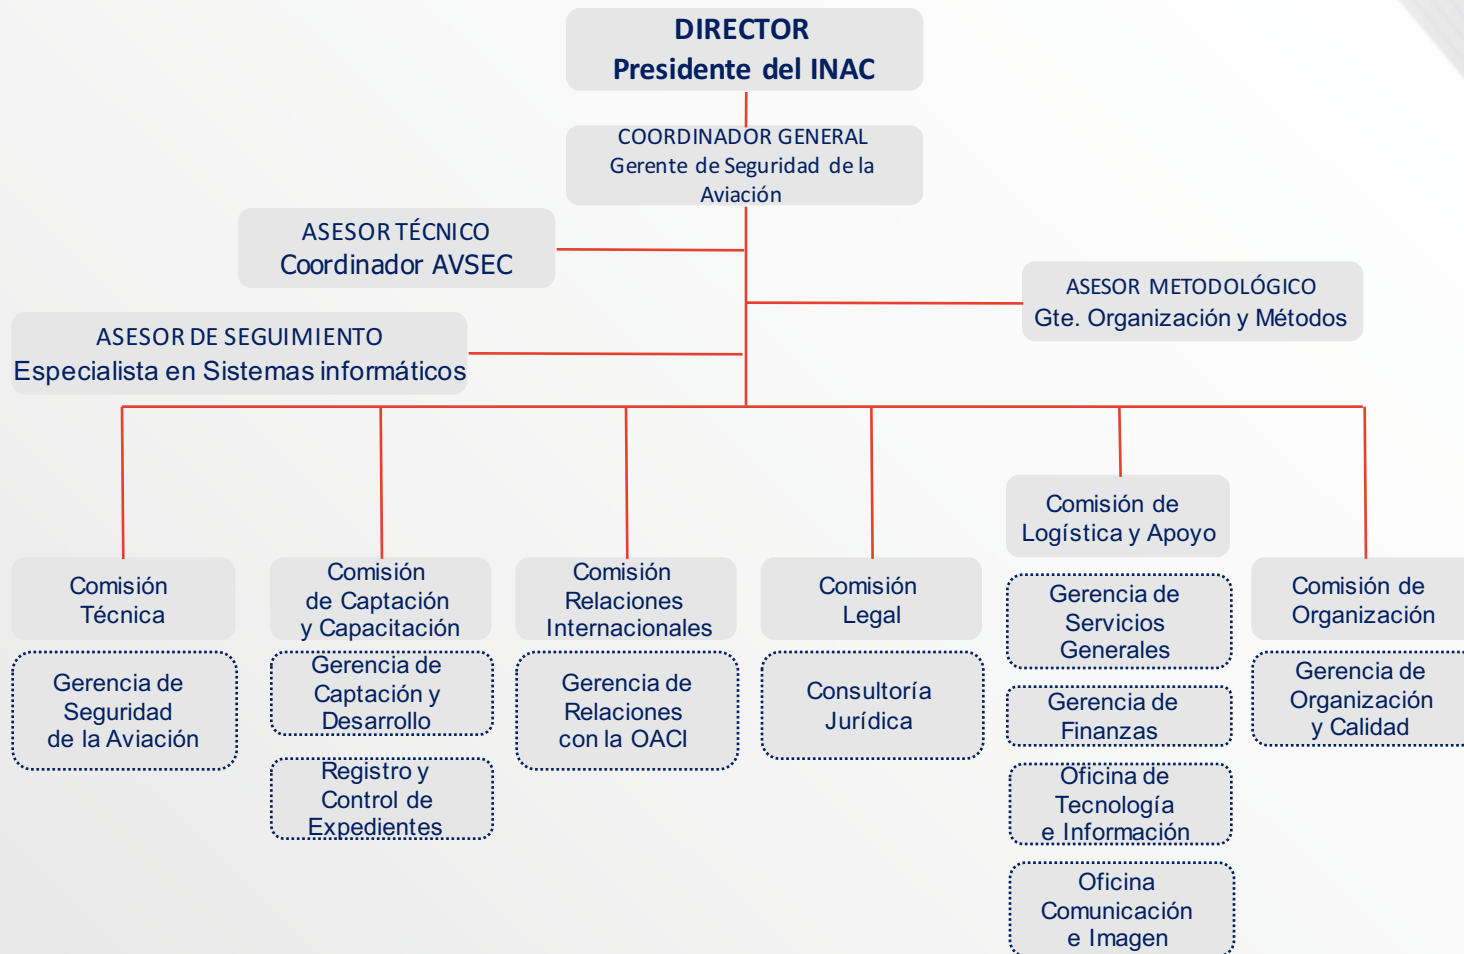 DIRECTOR
Presidente del INAC
COORDINADOR GENERAL
Gerente de Seguridad de la
Aviación
ASESOR TÉCNICO
Coordinador AVSEC
ASESOR METODOLÓGICO
Gte. Organización y Métodos
ASESOR DE SEGUIMIENTO
Especialista en Sistemas informáticos
Comisión
Técnica
Gerencia de
Seguridad
de la Aviación
Comisión
de Captación
y Capacitación
Gerencia de
Captación y
Desarrollo
Registro y
Control de
Expedientes
Comisión
Relaciones
Internacionales
Gerencia de
Relaciones
con la OACI
Comisión
Legal
Consultoría
Jurídica
Comisión de
Logística y Apoyo
Gerencia de
Servicios
Generales
Gerencia de
Finanzas
Oficina de
Tecnología
e Información
Oficina
Comunicación
e Imagen
Comisión de
Organización
Gerencia de
Organización
y Calidad